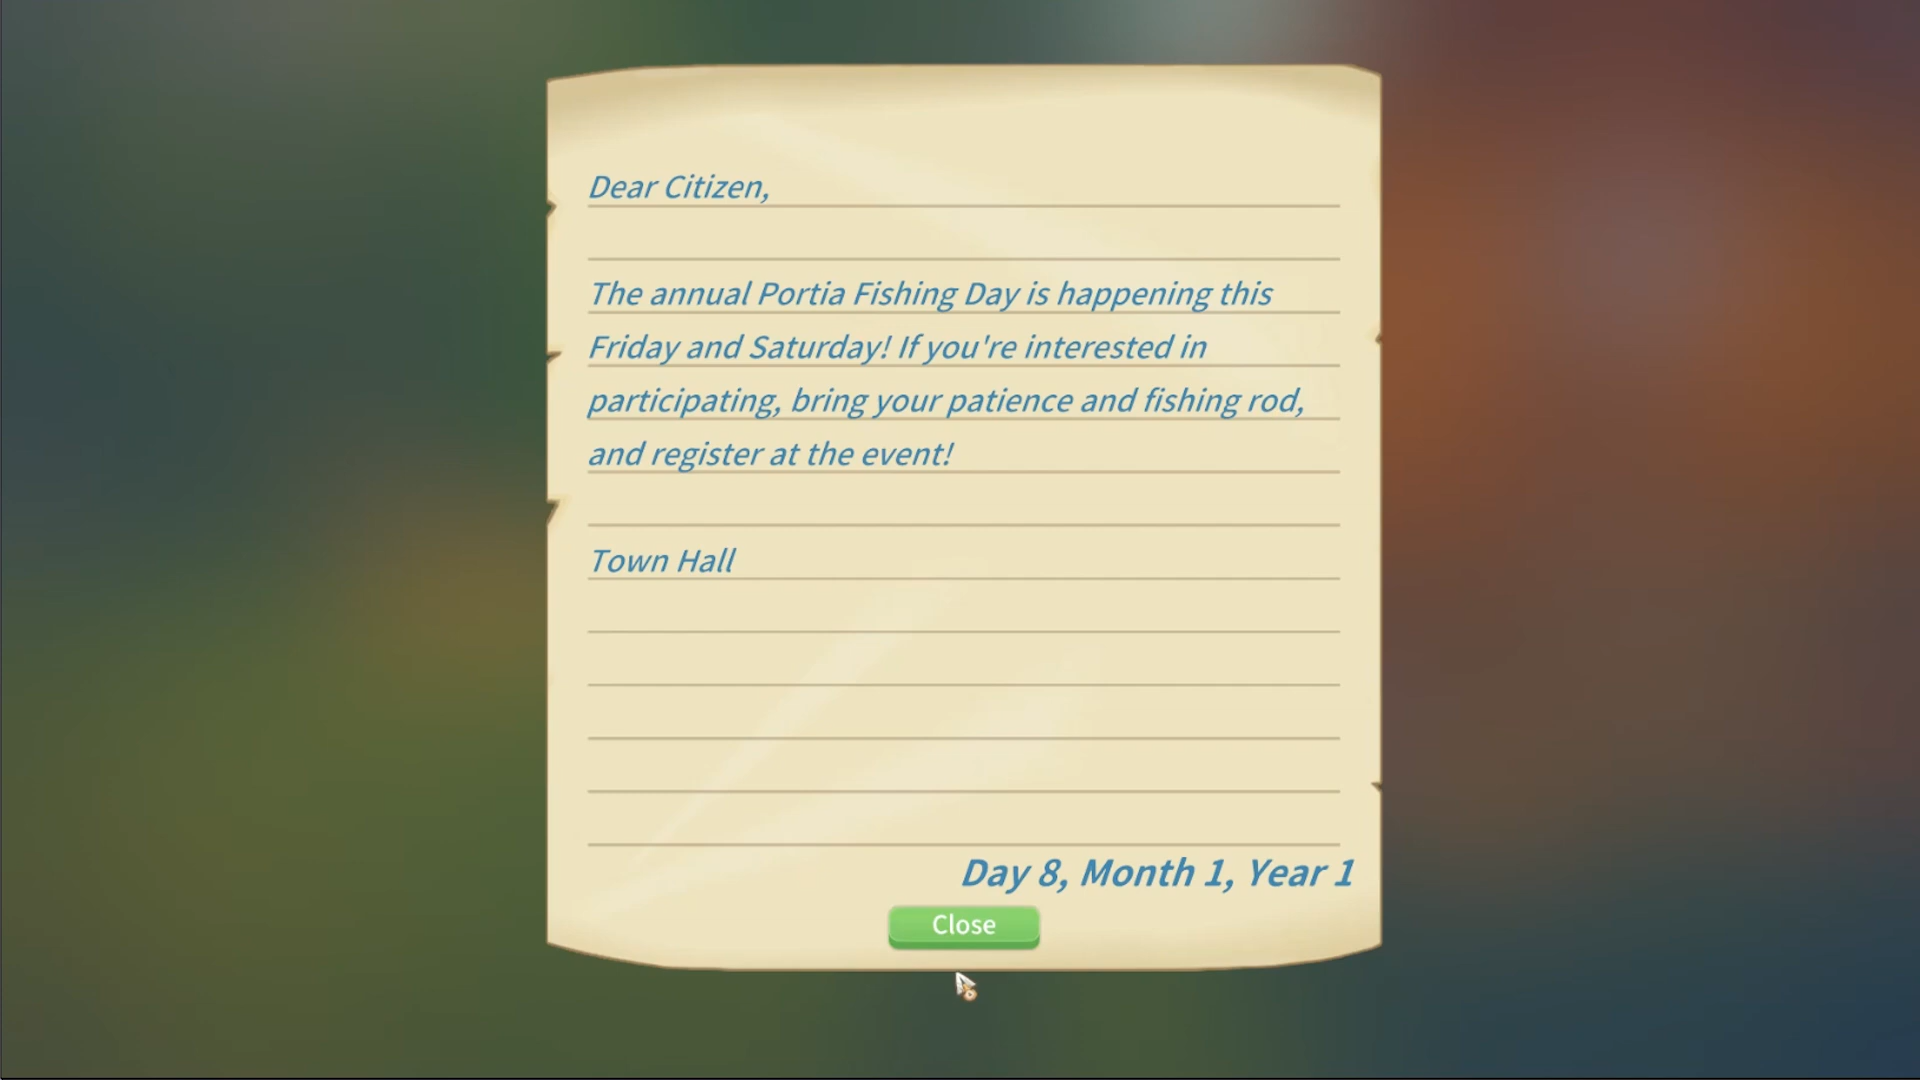 Dear Citizen,
The annual Portia Fishing Day is happening this
Friday and Saturday! If you're interested in
participating, bring your patience and fishing rod,
and register at the event!
Town Hall
Day 8, Month 1, Year 1
Close